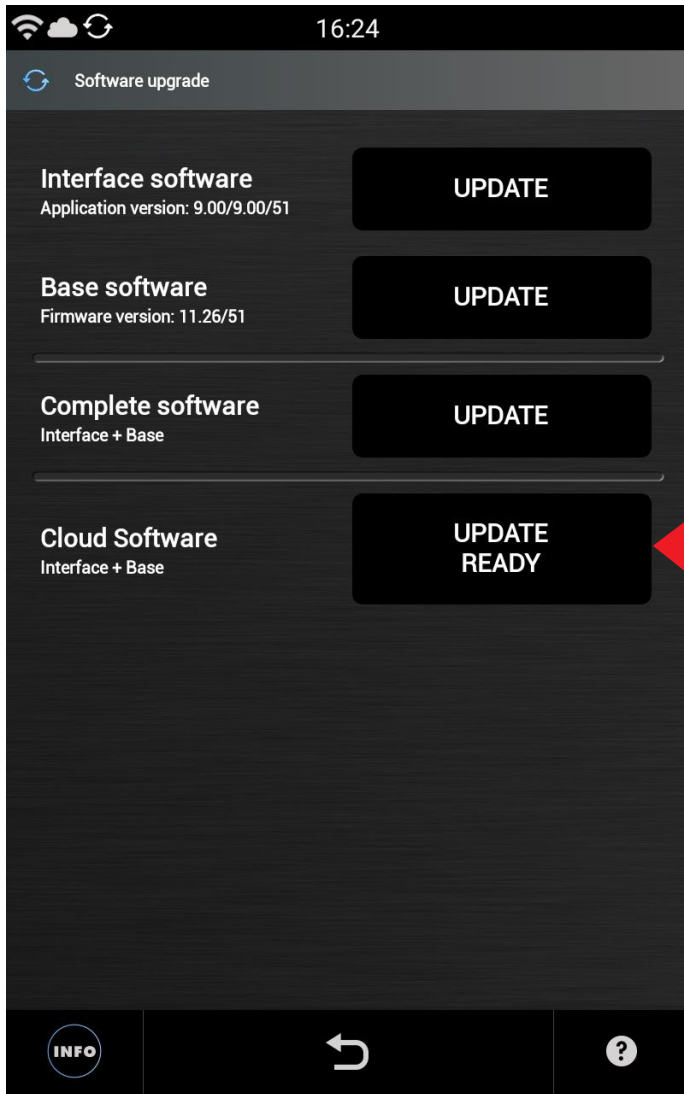 16:24
Software upgrade
Interface software
Application version: 9.00/9.00/51
UPDATE
Base software
Firmware version: 11.26/51
UPDATE
Complete software
Interface + Base
UPDATE
Cloud Software
Interface + Base
UPDATE
READY
INFO
?